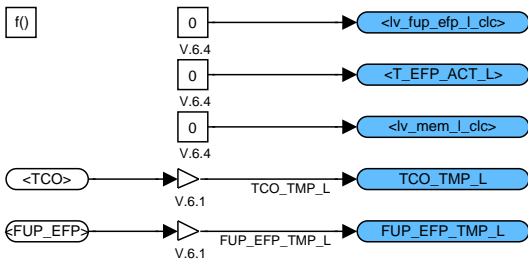 f()
0
<lv_fup_efp_l_clc>
V.6.4
0
<T_EFP_ACT_L>
V.6.4
0
<lv_mem_l_clc>
V.6.4
<TCO>
TCO_TMP_L
TCO_TMP_L
V.6.1
<FUP_EFP>
FUP_EFP_TMP_L
FUP_EFP_TMP_L
V.6.1